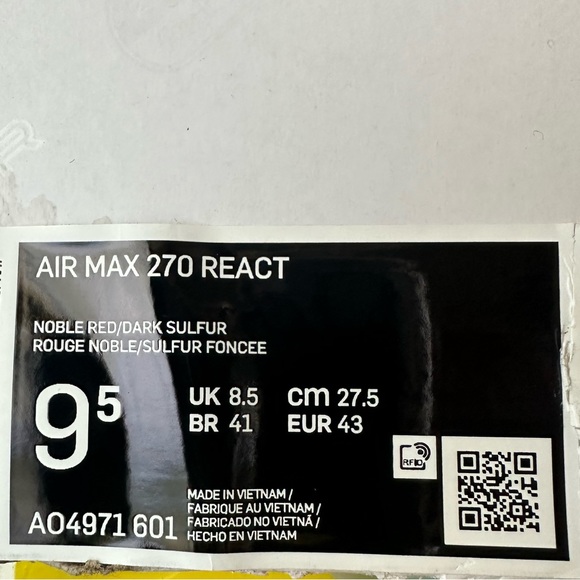 AIR MAX 270 REACT
NOBLE RED/DARK SULFUR
ROUGE NOBLE/SULFUR FONCEE
9⁵
UK 8.5 cm 27.5
BR 41 EUR 43
RFID
AO4971 601
MADE IN VIETNAM /
FABRIQUE AU VIETNAM /
FABRICADO NO VIETNÃ /
HECHO EN VIETNAM